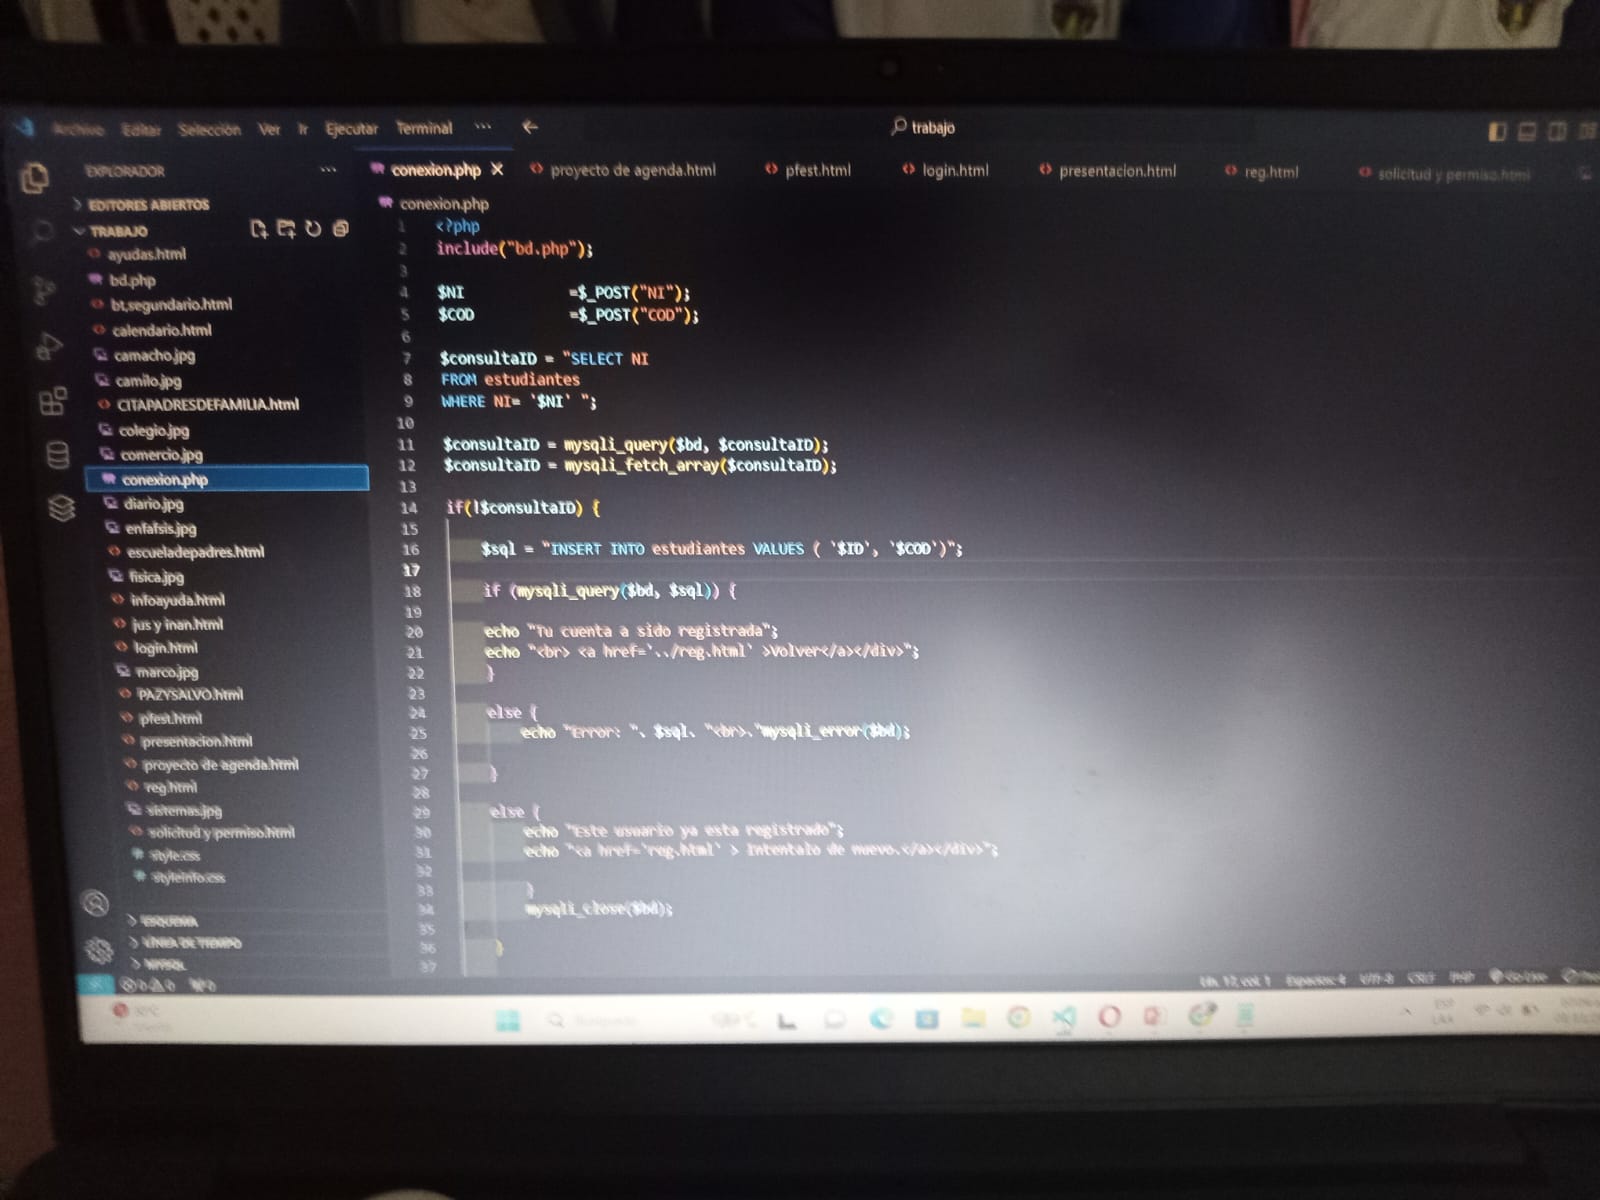 Archivo Editar Selección Ver Ir Ejecutar Terminal ··· trabajo
EXPLORADOR ···
conexion.php × proyecto de agenda.html pfest.html login.html presentacion.html reg.html solicitud y permiso.html
EDITORES ABIERTOS
TRABAJO
ayudas.html
bd.php
bt,segundario.html
calendario.html
camacho.jpg
camilo.jpg
CITAPADRESDEFAMILIA.html
colegio.jpg
comercio.jpg
conexion.php
diario.jpg
enfafsis.jpg
escueladepadres.html
fisica.jpg
infoayuda.html
jus y inan.html
login.html
marco.jpg
PAZYSALVO.html
pfest.html
presentacion.html
proyecto de agenda.html
reg.html
sistemas.jpg
solicitud y permiso.html
style.css
styleinfo.css
ESQUEMA
LÍNEA DE TIEMPO
MYSQL
conexion.php
1 <?php
2 include("bd.php");
3
4 $NI =$_POST("NI");
5 $COD =$_POST("COD");
6
7 $consultaID = "SELECT NI
8 FROM estudiantes
9 WHERE NI= `$NI' ";
10
11 $consultaID = mysqli_query($bd, $consultaID);
12 $consultaID = mysqli_fetch_array($consultaID);
13
14 if(!$consultaID) {
15
16 $sql = "INSERT INTO estudiantes VALUES ( `$ID', `$COD')";
17
18 if (mysqli_query($bd, $sql)) {
19
20 echo "Tu cuenta a sido registrada";
21 echo "<br> <a href='../reg.html' >Volver</a></div>";
22 }
23
24 else {
25 echo "Error: ". $sql. "<br>."mysqli_error($bd);
26
27 }
28
29 else {
30 echo "Este usuario ya esta registrado";
31 echo "<a href='reg.html' > Intentalo de nuevo.</a></div>";
32
33 }
34 mysqli_close($bd);
35
36 }
37
Lín. 17, col. 1 Espacios: 4 UTF-8 CRLF PHP Go Live
ESP
LAA